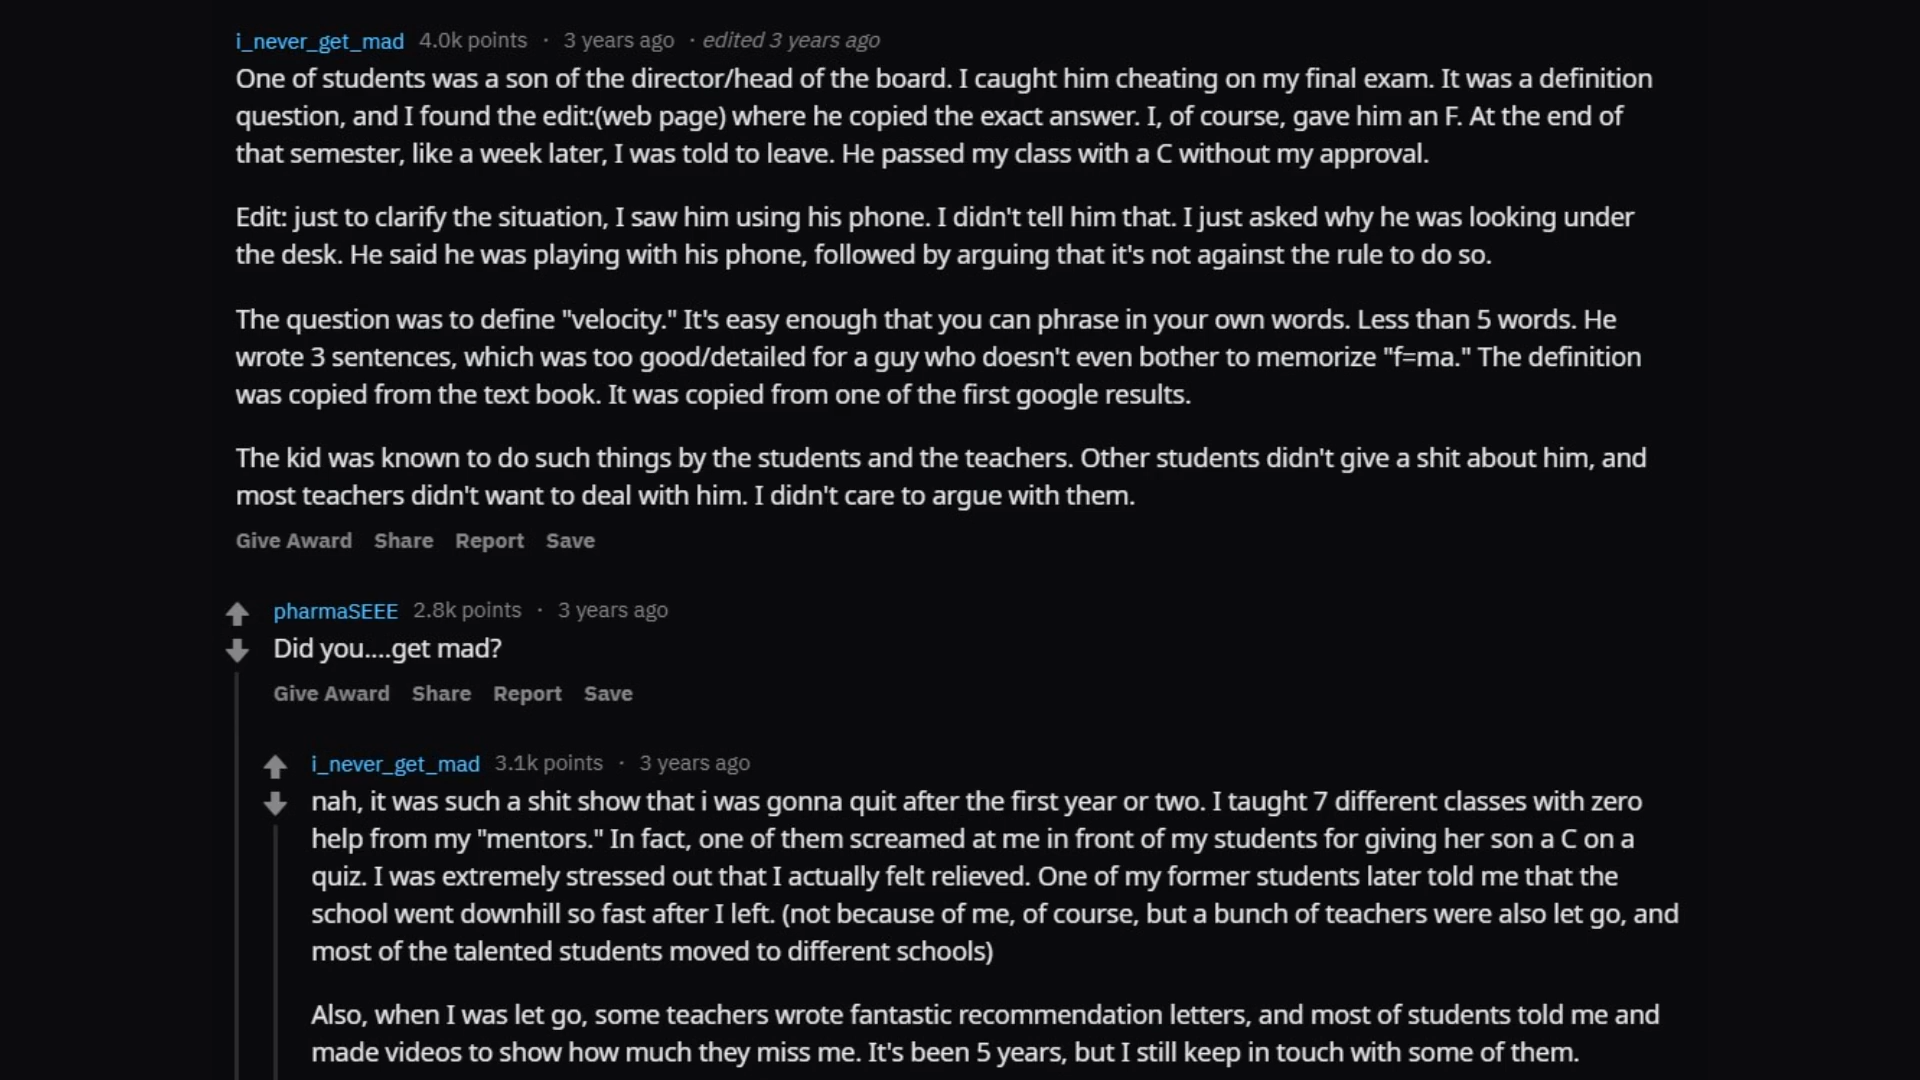 i_never_get_mad 4.0k points · 3 years ago · edited 3 years ago
One of students was a son of the director/head of the board. I caught him cheating on my final exam. It was a definition
question, and I found the edit:(web page) where he copied the exact answer. I, of course, gave him an F. At the end of
that semester, like a week later, I was told to leave. He passed my class with a C without my approval.
Edit: just to clarify the situation, I saw him using his phone. I didn't tell him that. I just asked why he was looking under
the desk. He said he was playing with his phone, followed by arguing that it's not against the rule to do so.
The question was to define "velocity." It's easy enough that you can phrase in your own words. Less than 5 words. He
wrote 3 sentences, which was too good/detailed for a guy who doesn't even bother to memorize "f=ma." The definition
was copied from the text book. It was copied from one of the first google results.
The kid was known to do such things by the students and the teachers. Other students didn't give a shit about him, and
most teachers didn't want to deal with him. I didn't care to argue with them.
Give Award Share Report Save
pharmaSEEE 2.8k points · 3 years ago
Did you....get mad?
Give Award Share Report Save
i_never_get_mad 3.1k points · 3 years ago
nah, it was such a shit show that i was gonna quit after the first year or two. I taught 7 different classes with zero
help from my "mentors." In fact, one of them screamed at me in front of my students for giving her son a C on a
quiz. I was extremely stressed out that I actually felt relieved. One of my former students later told me that the
school went downhill so fast after I left. (not because of me, of course, but a bunch of teachers were also let go, and
most of the talented students moved to different schools)
Also, when I was let go, some teachers wrote fantastic recommendation letters, and most of students told me and
made videos to show how much they miss me. It's been 5 years, but I still keep in touch with some of them.